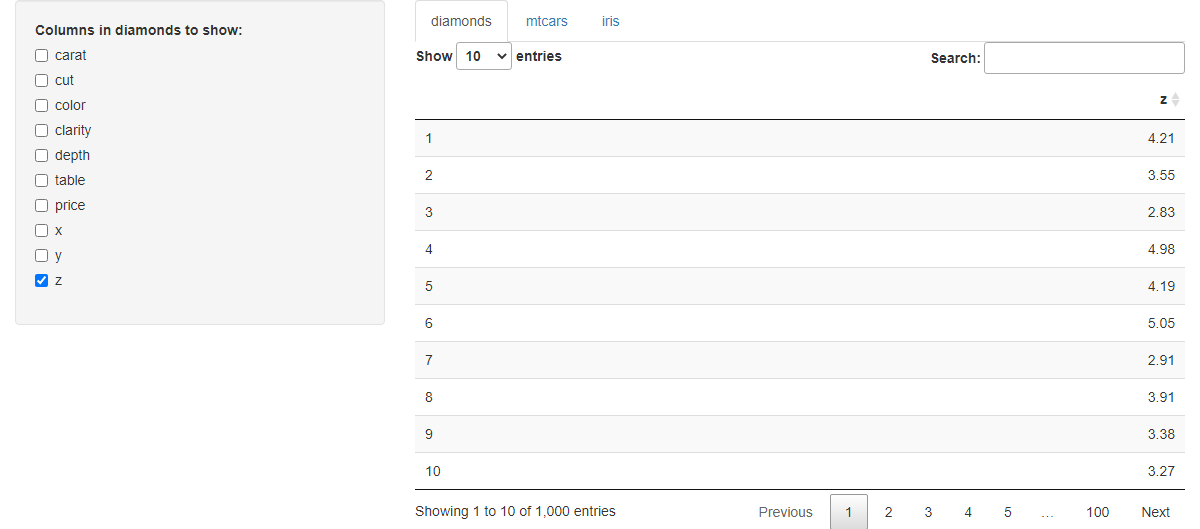 Columns in diamonds to show:
carat
cut
color
clarity
depth
table
price
x
y
z
diamonds mtcars iris
Show 10 entries Search:
z
1 4.21
2 3.55
3 2.83
4 4.98
5 4.19
6 5.05
7 2.91
8 3.91
9 3.38
10 3.27
Showing 1 to 10 of 1,000 entries Previous 1 2 3 4 5 … 100 Next